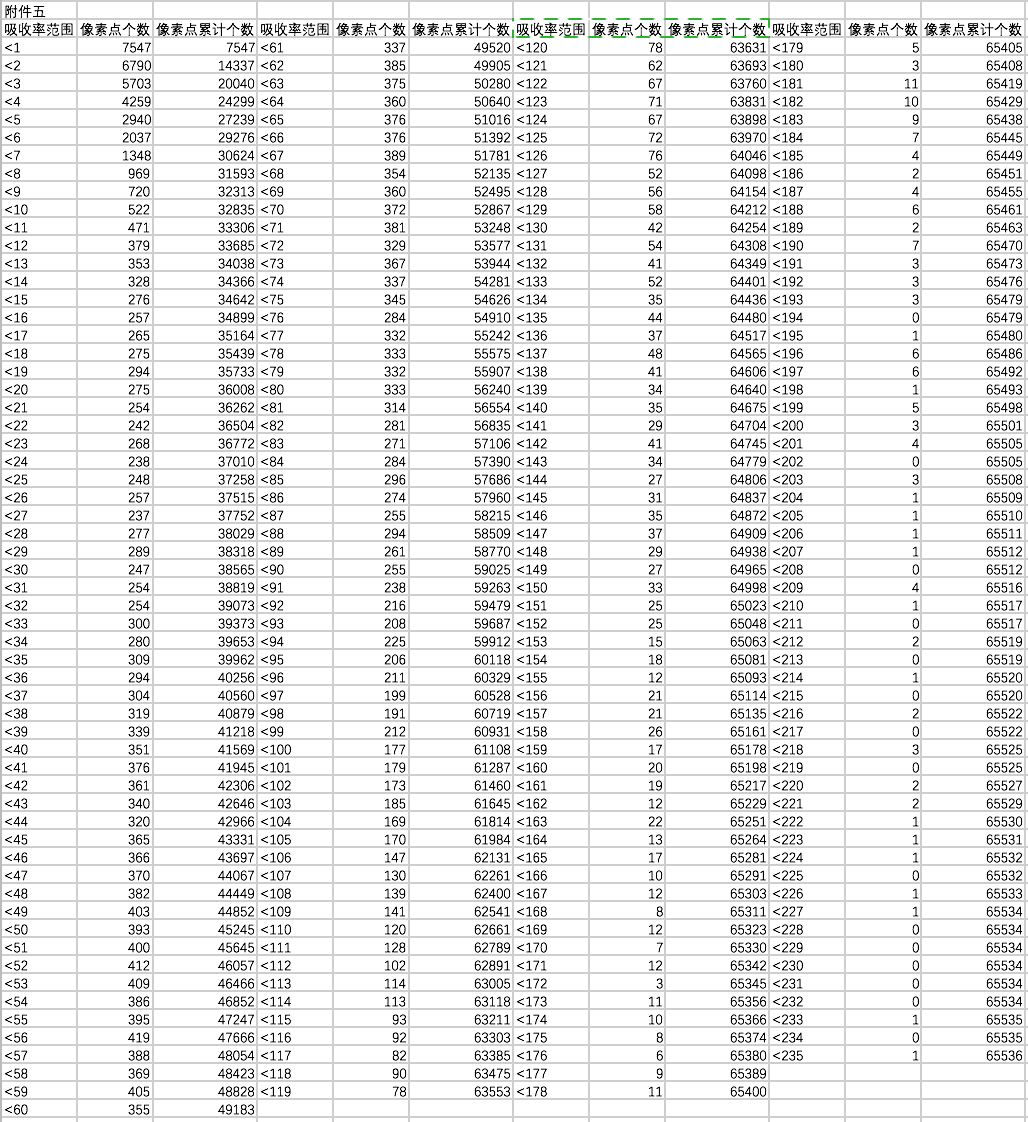 附件五
吸收率范围 像素点个数 像素点累计个数 吸收率范围 像素点个数 像素点累计个数 吸收率范围 像素点个数 像素点累计个数 吸收率范围 像素点个数 像素点累计个数
<1 7547 7547 <61 337 49520 <120 78 63631 <179 5 65405
<2 6790 14337 <62 385 49905 <121 62 63693 <180 3 65408
<3 5703 20040 <63 375 50280 <122 67 63760 <181 11 65419
<4 4259 24299 <64 360 50640 <123 71 63831 <182 10 65429
<5 2940 27239 <65 376 51016 <124 67 63898 <183 9 65438
<6 2037 29276 <66 376 51392 <125 72 63970 <184 7 65445
<7 1348 30624 <67 389 51781 <126 76 64046 <185 4 65449
<8 969 31593 <68 354 52135 <127 52 64098 <186 2 65451
<9 720 32313 <69 360 52495 <128 56 64154 <187 4 65455
<10 522 32835 <70 372 52867 <129 58 64212 <188 6 65461
<11 471 33306 <71 381 53248 <130 42 64254 <189 2 65463
<12 379 33685 <72 329 53577 <131 54 64308 <190 7 65470
<13 353 34038 <73 367 53944 <132 41 64349 <191 3 65473
<14 328 34366 <74 337 54281 <133 52 64401 <192 3 65476
<15 276 34642 <75 345 54626 <134 35 64436 <193 3 65479
<16 257 34899 <76 284 54910 <135 44 64480 <194 0 65479
<17 265 35164 <77 332 55242 <136 37 64517 <195 1 65480
<18 275 35439 <78 333 55575 <137 48 64565 <196 6 65486
<19 294 35733 <79 332 55907 <138 41 64606 <197 6 65492
<20 275 36008 <80 333 56240 <139 34 64640 <198 1 65493
<21 254 36262 <81 314 56554 <140 35 64675 <199 5 65498
<22 242 36504 <82 281 56835 <141 29 64704 <200 3 65501
<23 268 36772 <83 271 57106 <142 41 64745 <201 4 65505
<24 238 37010 <84 284 57390 <143 34 64779 <202 0 65505
<25 248 37258 <85 296 57686 <144 27 64806 <203 3 65508
<26 257 37515 <86 274 57960 <145 31 64837 <204 1 65509
<27 237 37752 <87 255 58215 <146 35 64872 <205 1 65510
<28 277 38029 <88 294 58509 <147 37 64909 <206 1 65511
<29 289 38318 <89 261 58770 <148 29 64938 <207 1 65512
<30 247 38565 <90 255 59025 <149 27 64965 <208 0 65512
<31 254 38819 <91 238 59263 <150 33 64998 <209 4 65516
<32 254 39073 <92 216 59479 <151 25 65023 <210 1 65517
<33 300 39373 <93 208 59687 <152 25 65048 <211 0 65517
<34 280 39653 <94 225 59912 <153 15 65063 <212 2 65519
<35 309 39962 <95 206 60118 <154 18 65081 <213 0 65519
<36 294 40256 <96 211 60329 <155 12 65093 <214 1 65520
<37 304 40560 <97 199 60528 <156 21 65114 <215 0 65520
<38 319 40879 <98 191 60719 <157 21 65135 <216 2 65522
<39 339 41218 <99 212 60931 <158 26 65161 <217 0 65522
<40 351 41569 <100 177 61108 <159 17 65178 <218 3 65525
<41 376 41945 <101 179 61287 <160 20 65198 <219 0 65525
<42 361 42306 <102 173 61460 <161 19 65217 <220 2 65527
<43 340 42646 <103 185 61645 <162 12 65229 <221 2 65529
<44 320 42966 <104 169 61814 <163 22 65251 <222 1 65530
<45 365 43331 <105 170 61984 <164 13 65264 <223 1 65531
<46 366 43697 <106 147 62131 <165 17 65281 <224 1 65532
<47 370 44067 <107 130 62261 <166 10 65291 <225 0 65532
<48 382 44449 <108 139 62400 <167 12 65303 <226 1 65533
<49 403 44852 <109 141 62541 <168 8 65311 <227 1 65534
<50 393 45245 <110 120 62661 <169 12 65323 <228 0 65534
<51 400 45645 <111 128 62789 <170 7 65330 <229 0 65534
<52 412 46057 <112 102 62891 <171 12 65342 <230 0 65534
<53 409 46466 <113 114 63005 <172 3 65345 <231 0 65534
<54 386 46852 <114 113 63118 <173 11 65356 <232 0 65534
<55 395 47247 <115 93 63211 <174 10 65366 <233 1 65535
<56 419 47666 <116 92 63303 <175 8 65374 <234 0 65535
<57 388 48054 <117 82 63385 <176 6 65380 <235 1 65536
<58 369 48423 <118 90 63475 <177 9 65389
<59 405 48828 <119 78 63553 <178 11 65400
<60 355 49183